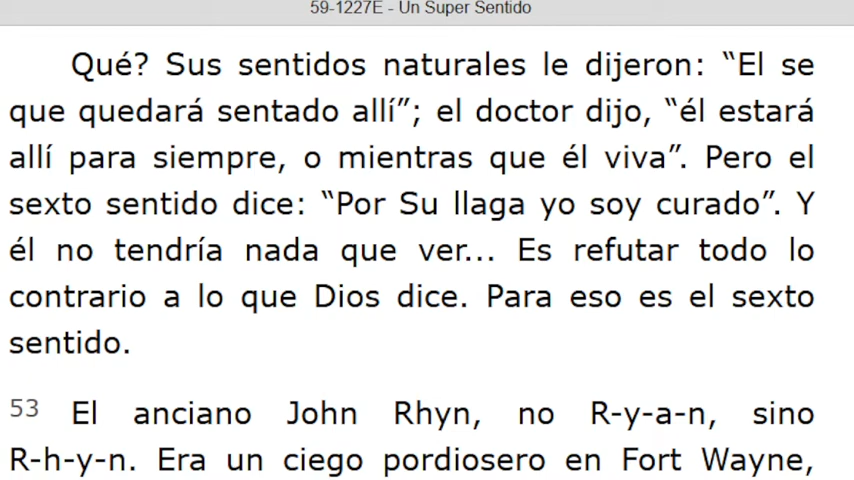 59-1227E - Un Super Sentido
Qué? Sus sentidos naturales le dijeron: “El se
que quedará sentado allí”; el doctor dijo, “él estará
allí para siempre, o mientras que él viva”. Pero el
sexto sentido dice: “Por Su llaga yo soy curado”. Y
él no tendría nada que ver... Es refutar todo lo
contrario a lo que Dios dice. Para eso es el sexto
sentido.
53 El anciano John Rhyn, no R-y-a-n, sino
R-h-y-n. Era un ciego pordiosero en Fort Wayne,